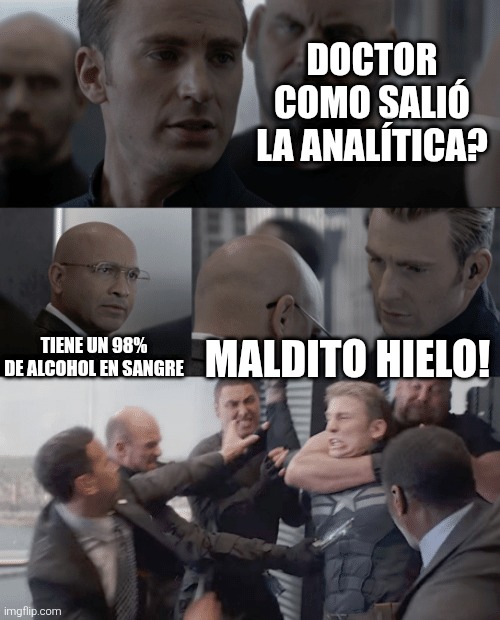 DOCTOR
COMO SALIÓ
LA ANALÍTICA?
TIENE UN 98%
DE ALCOHOL EN SANGRE
MALDITO HIELO!
imgflip.com